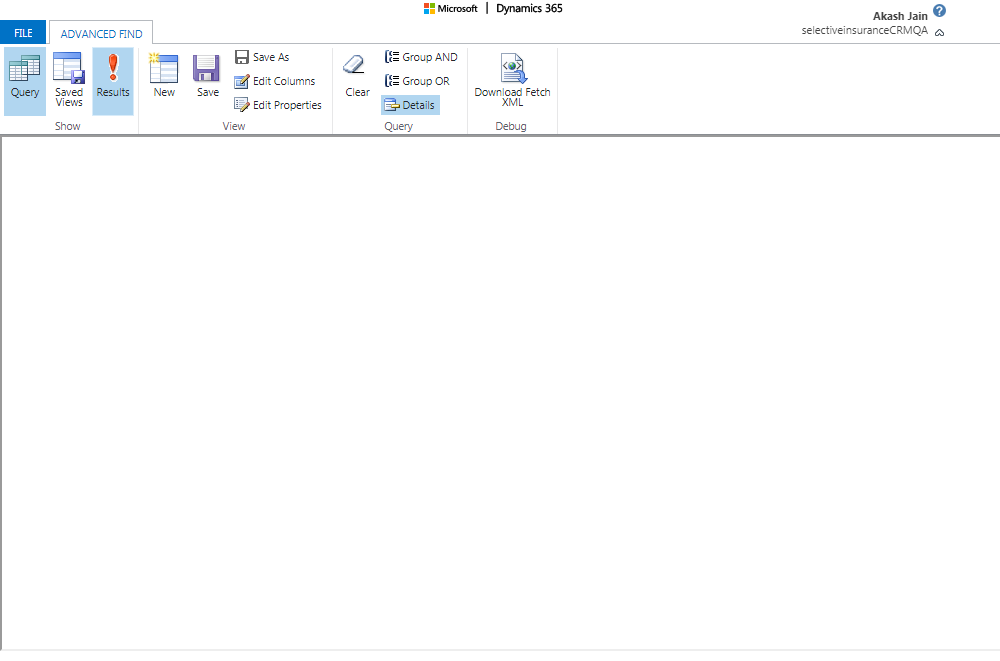 Microsoft | Dynamics 365
Akash Jain
selectiveinsuranceCRMQA
FILE
ADVANCED FIND
Query
Saved Views
Results
Show
New
Save
Save As
Edit Columns
Edit Properties
View
Clear
Group AND
Group OR
Details
Query
Download Fetch
XML
Debug